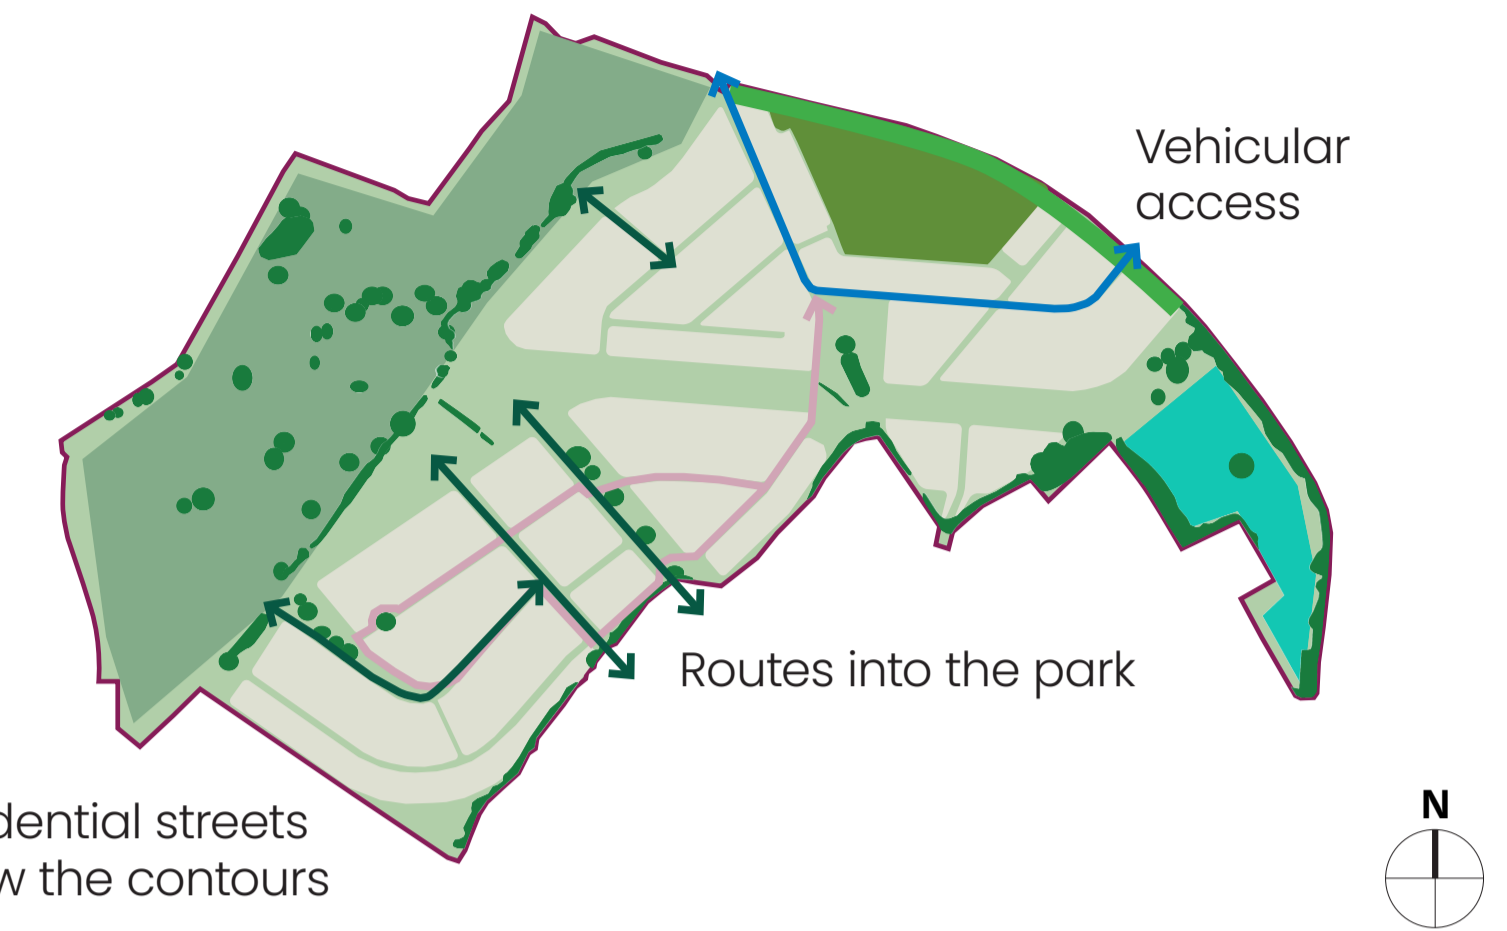 Vehicular
access
Routes into the park
dential streets
w the contours
N